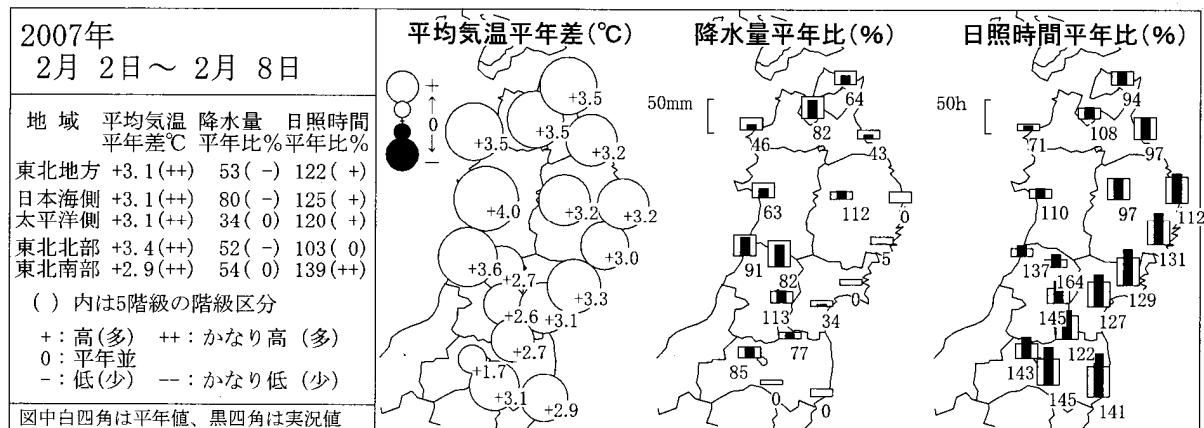 2007年
2月 2日～ 2月 8日
地 域 平均気温 降水量 日照時間
平年差℃ 平年比% 平年比%
東北地方 +3.1(++) 53( -) 122( +)
日本海側 +3.1(++) 80( -) 125( +)
太平洋側 +3.1(++) 34( 0) 120( +)
東北北部 +3.4(++) 52( -) 103( 0)
東北南部 +2.9(++) 54( 0) 139(++)
( ) 内は5階級の階級区分
+：高(多) ++：かなり高 (多)
0：平年並
-：低(少) --：かなり低 (少)
図中白四角は平年値、黒四角は実況値
平均気温平年差(℃)
+
↑
0
↓
-
+3.5
+3.5
+3.5
+3.2
+4.0
+3.2
+3.2
+3.0
+3.6
+2.7
+3.3
+2.6
+3.1
+2.7
+1.7
+3.1
+2.9
降水量平年比(%)
50mm
64
82
46
43
63
112
0
5
91
82
0
113
34
77
85
0
0
日照時間平年比(%)
50h
94
108
71
97
110
97
112
131
137
164
129
145
127
122
143
145
141